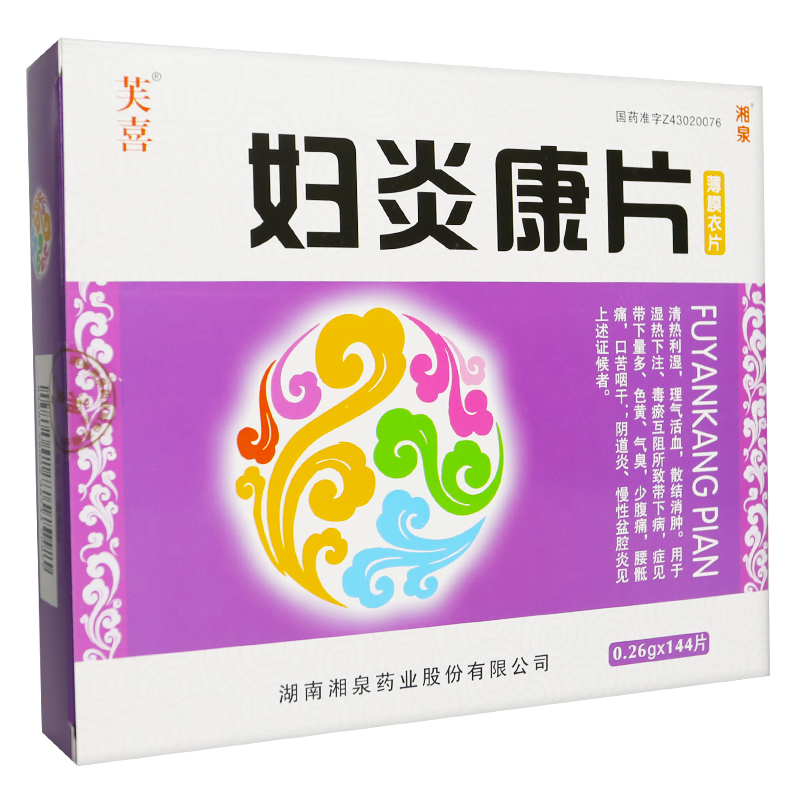 芙喜®
国药准字Z43020076
湘泉
妇炎康片
薄膜衣片
FUYANKANG PIAN
清热利湿，理气活血，散结消肿。用于
湿热下注、毒瘀互阻所致带下病，症见
带下量多、色黄、气臭，少腹痛，腰骶
痛，口苦咽干；阴道炎、慢性盆腔炎见
上述证候者。
0.26gx144片
湖南湘泉药业股份有限公司